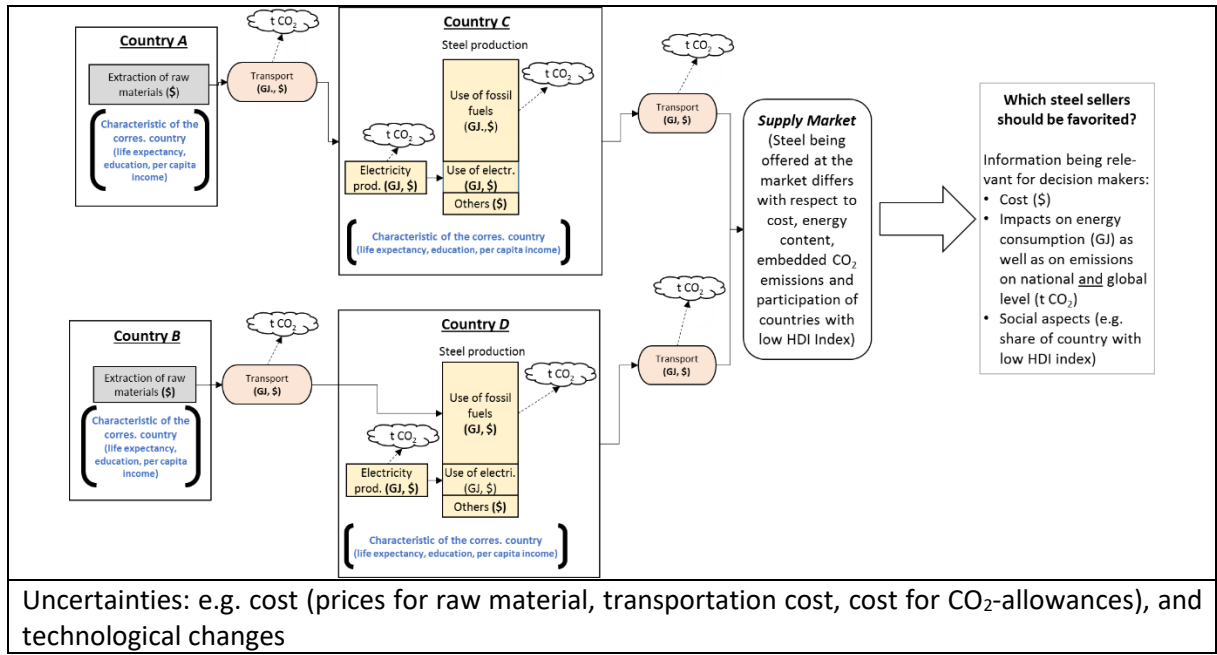 Country A
Extraction of raw
materials ($)
Characteristic of the
corres. country
(life expectancy,
education, per capita
income)
t CO2
Transport
(GJ., $)
Country C
Steel production
t CO2
Use of fossil
fuels
(GJ.,$)
t CO2
Electricity
prod. (GJ, $)
Use of electr.
(GJ, $)
Others ($)
Characteristic of the corres. country
(life expectancy, education, per capita income)
t CO2
Transport
(GJ, $)
Country B
Extraction of raw
materials ($)
Characteristic of the
corres. country
(life expectancy,
education, per capita
income)
t CO2
Transport
(GJ, $)
Country D
Steel production
t CO2
Use of fossil
fuels
(GJ, $)
t CO2
Electricity
prod. (GJ, $)
Use of electri.
(GJ, $)
Others ($)
Characteristic of the corres. country
(life expectancy, education, per capita income)
t CO2
Transport
(GJ, $)
Supply Market
(Steel being
offered at the
market differs
with respect to
cost, energy
content,
embedded CO2
emissions and
participation of
countries with
low HDI Index)
Which steel sellers
should be favorited?
Information being rele-
vant for decision makers:
• Cost ($)
• Impacts on energy
consumption (GJ) as
well as on emissions
on national and global
level (t CO2)
• Social aspects (e.g.
share of country with
low HDI index)
Uncertainties: e.g. cost (prices for raw material, transportation cost, cost for CO2-allowances), and
technological changes